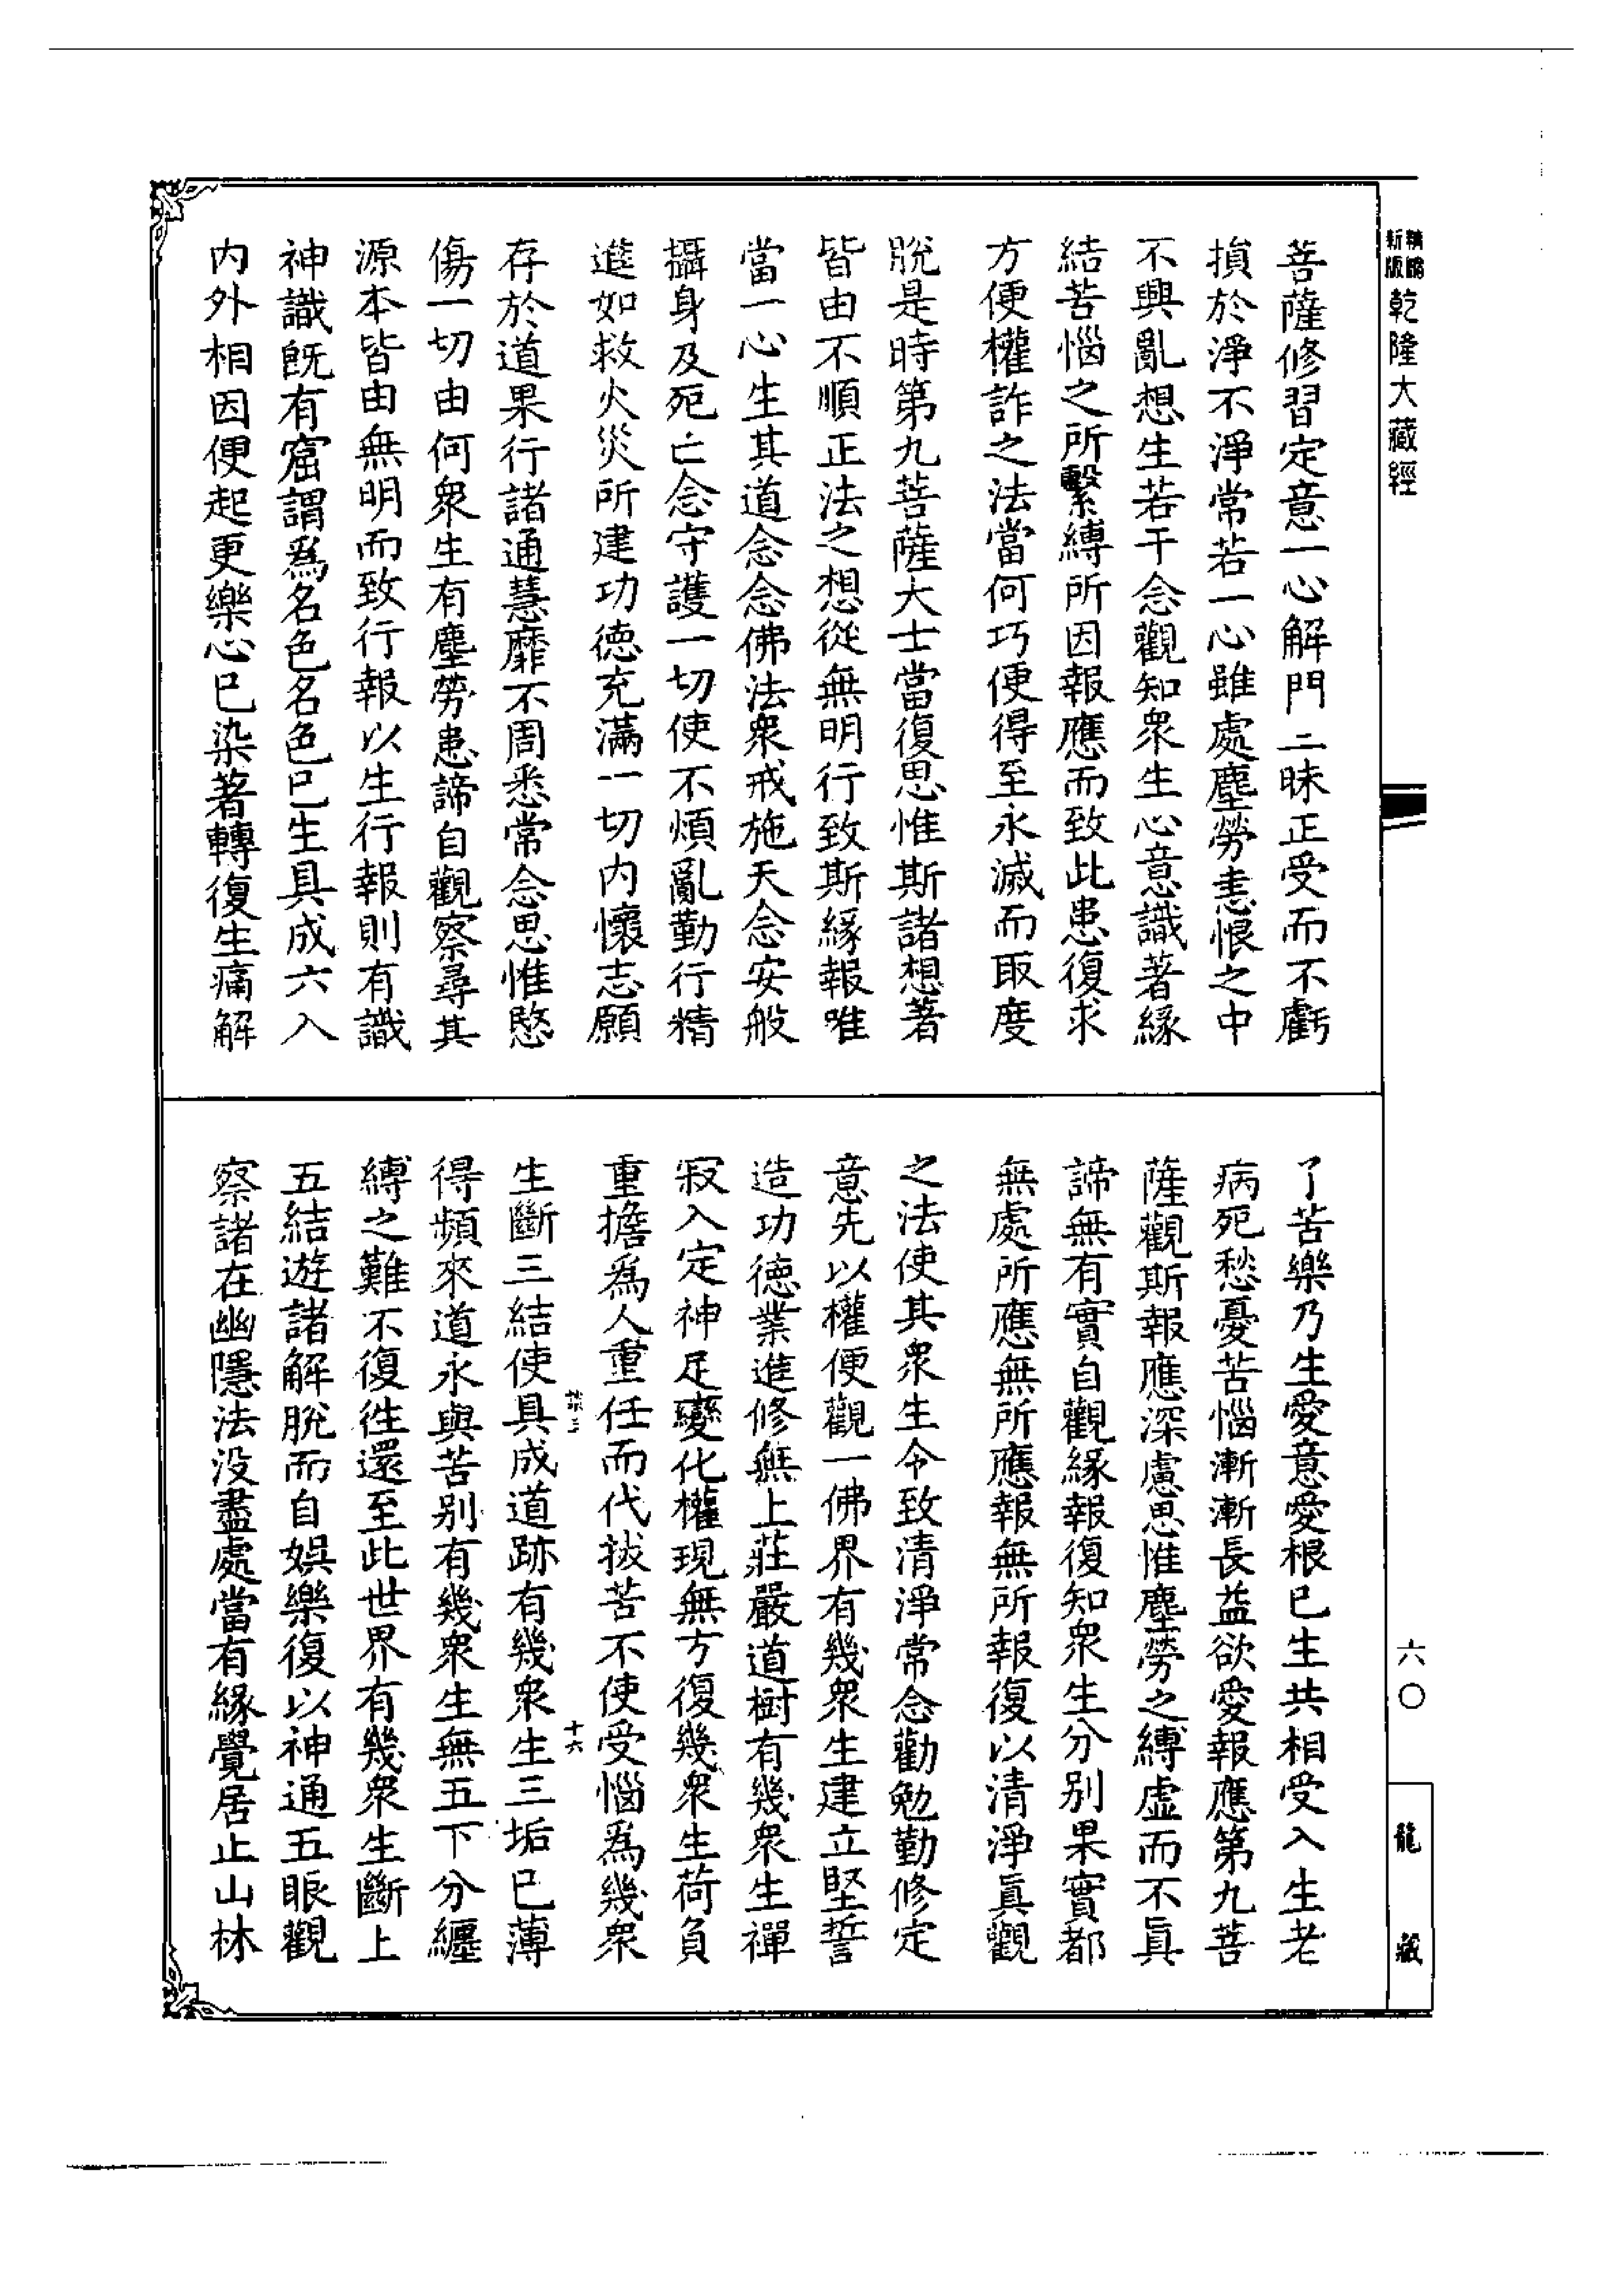 精縮
新版
乾隆大藏經
菩薩修習定意一心解門三昧正受而不虧
損於淨不淨常若一心雖處塵勞恚恨之中
不興亂想生若干念觀知衆生心意識著緣
結苦惱之所繫縛所因報應而致此患復求
方便權詐之法當何巧便得至永滅而取度
脫是時第九菩薩大士當復思惟斯諸想著
皆由不順正法之想從無明行致斯緣報唯
當一心生其道念念佛法衆戒施天念安般
攝身及死亡念守護一切使不煩亂勤行精
進如救火災所建功德充滿一切內懷志願
存於道果行諸通慧靡不周悉常念思惟愍
傷一切由何衆生有塵勞患諦自觀察尋其
源本皆由無明而致行報以生行報則有識
神識既有窟謂爲名色名色已生具成六入
內外相因便起更樂心已染著轉復生痛解
了苦樂乃生愛意愛根已生共相受入生老
病死愁憂苦惱漸漸長益欲愛報應第九菩
薩觀斯報應深慮思惟塵勞之縛虛而不眞
諦無有實自觀緣報復知衆生分別果實都
無處所應無所應報無所報復以清淨眞觀
之法使其衆生令致清淨常念勸勉勤修定
意先以權便觀一佛界有幾衆生建立堅誓
造功德業進修無上莊嚴道樹有幾衆生禪
寂入定神足變化權現無方復幾衆生荷負
重擔爲人重任而代拔苦不使受惱爲幾衆
十六
生斷三結使具成道跡有幾衆生三垢已薄
得頻來道永與苦別有幾衆生無五下分纏
縛之難不復往還至此世界有幾衆生斷上
五結遊諸解脫而自娛樂復以神通五眼觀
察諸在幽隱法没盡處當有緣覺居止山林
六〇
龍藏